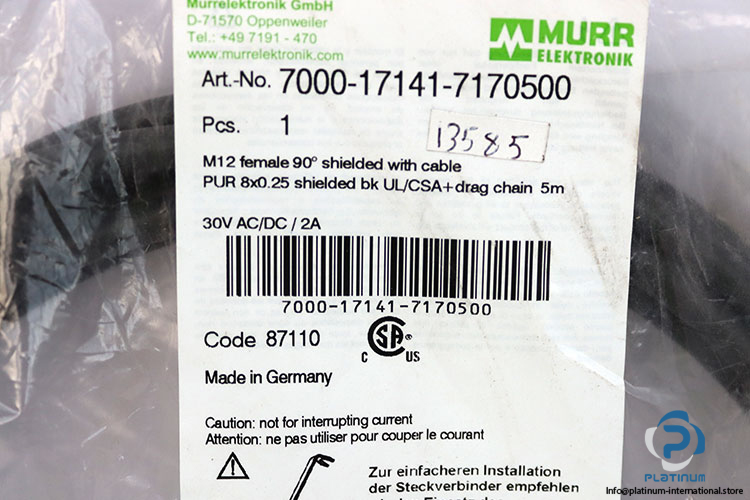 Murrelektronik GmbH
D-71570 Oppenweiler
Tel.: +49 7191 - 470
www.murrelektronik.com
MURR
ELEKTRONIK
Art.-No. 7000-17141-7170500
Pcs. 1
13585
M12 female 90° shielded with cable
PUR 8x0.25 shielded bk UL/CSA+drag chain 5m
30V AC/DC / 2A
7000-17141-7170500
Code 87110
C SA US
Made in Germany
Caution: not for interrupting current
Attention: ne pas utiliser pour couper le courant
Zur einfacheren Installation
der Steckverbinder empfehlen
PLATINUM
Info@platinum-international.store